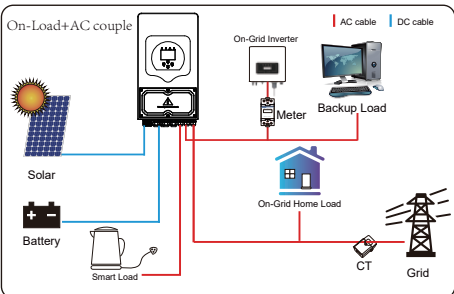 On-Load+AC couple
AC cable
DC cable
On-Grid Inverter
Meter
Backup Load
Solar
On-Grid Home Load
Battery
Smart Load
CT
Grid